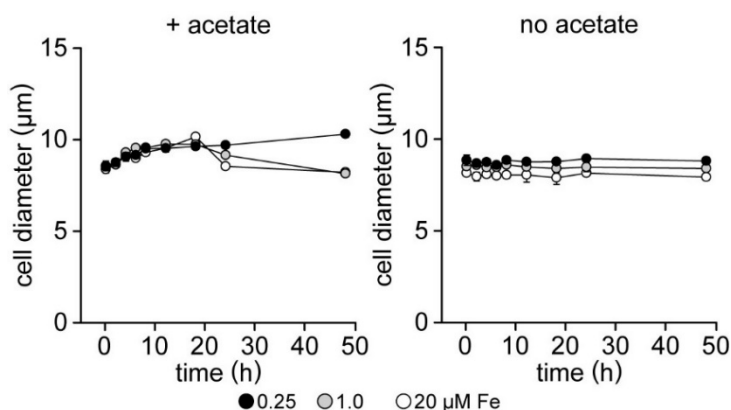 + acetate
no acetate
15
10
5
0
cell diameter (µm)
0 10 20 30 40 50
time (h)
15
10
5
0
cell diameter (µm)
0 10 20 30 40 50
time (h)
0.25 1.0 20 µM Fe